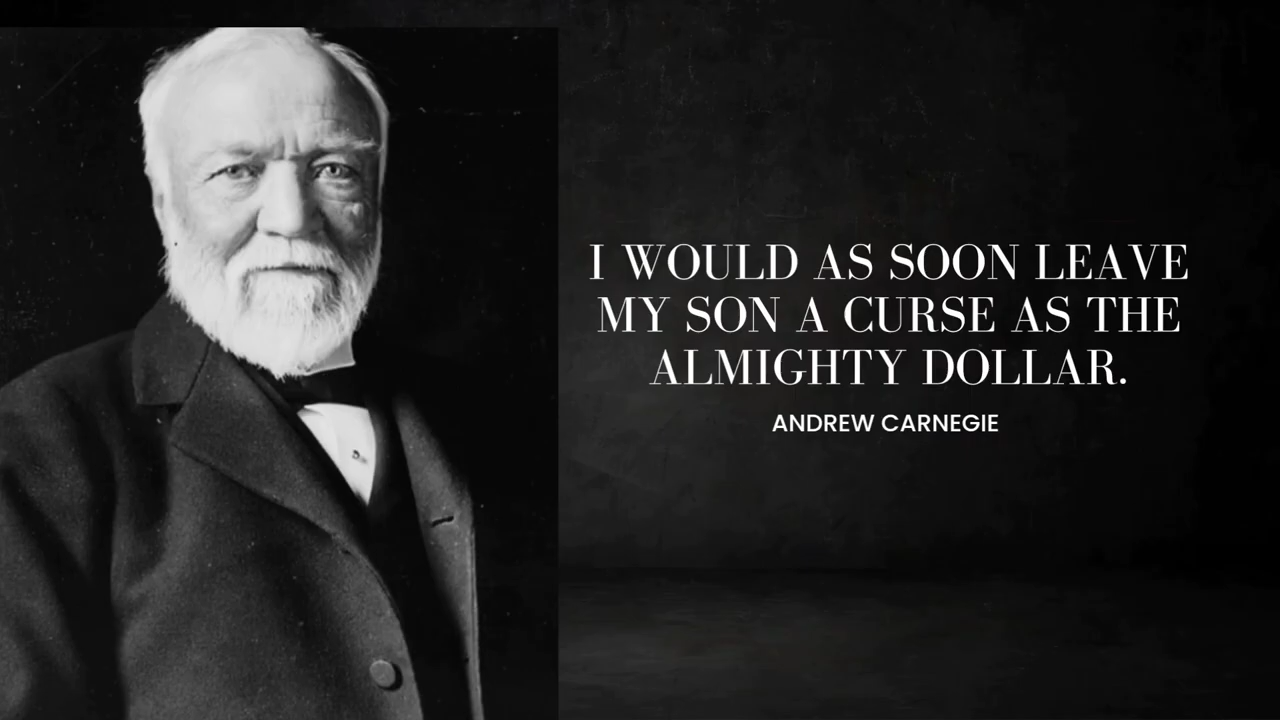 I WOULD AS SOON LEAVE
MY SON A CURSE AS THE
ALMIGHTY DOLLAR.
ANDREW CARNEGIE